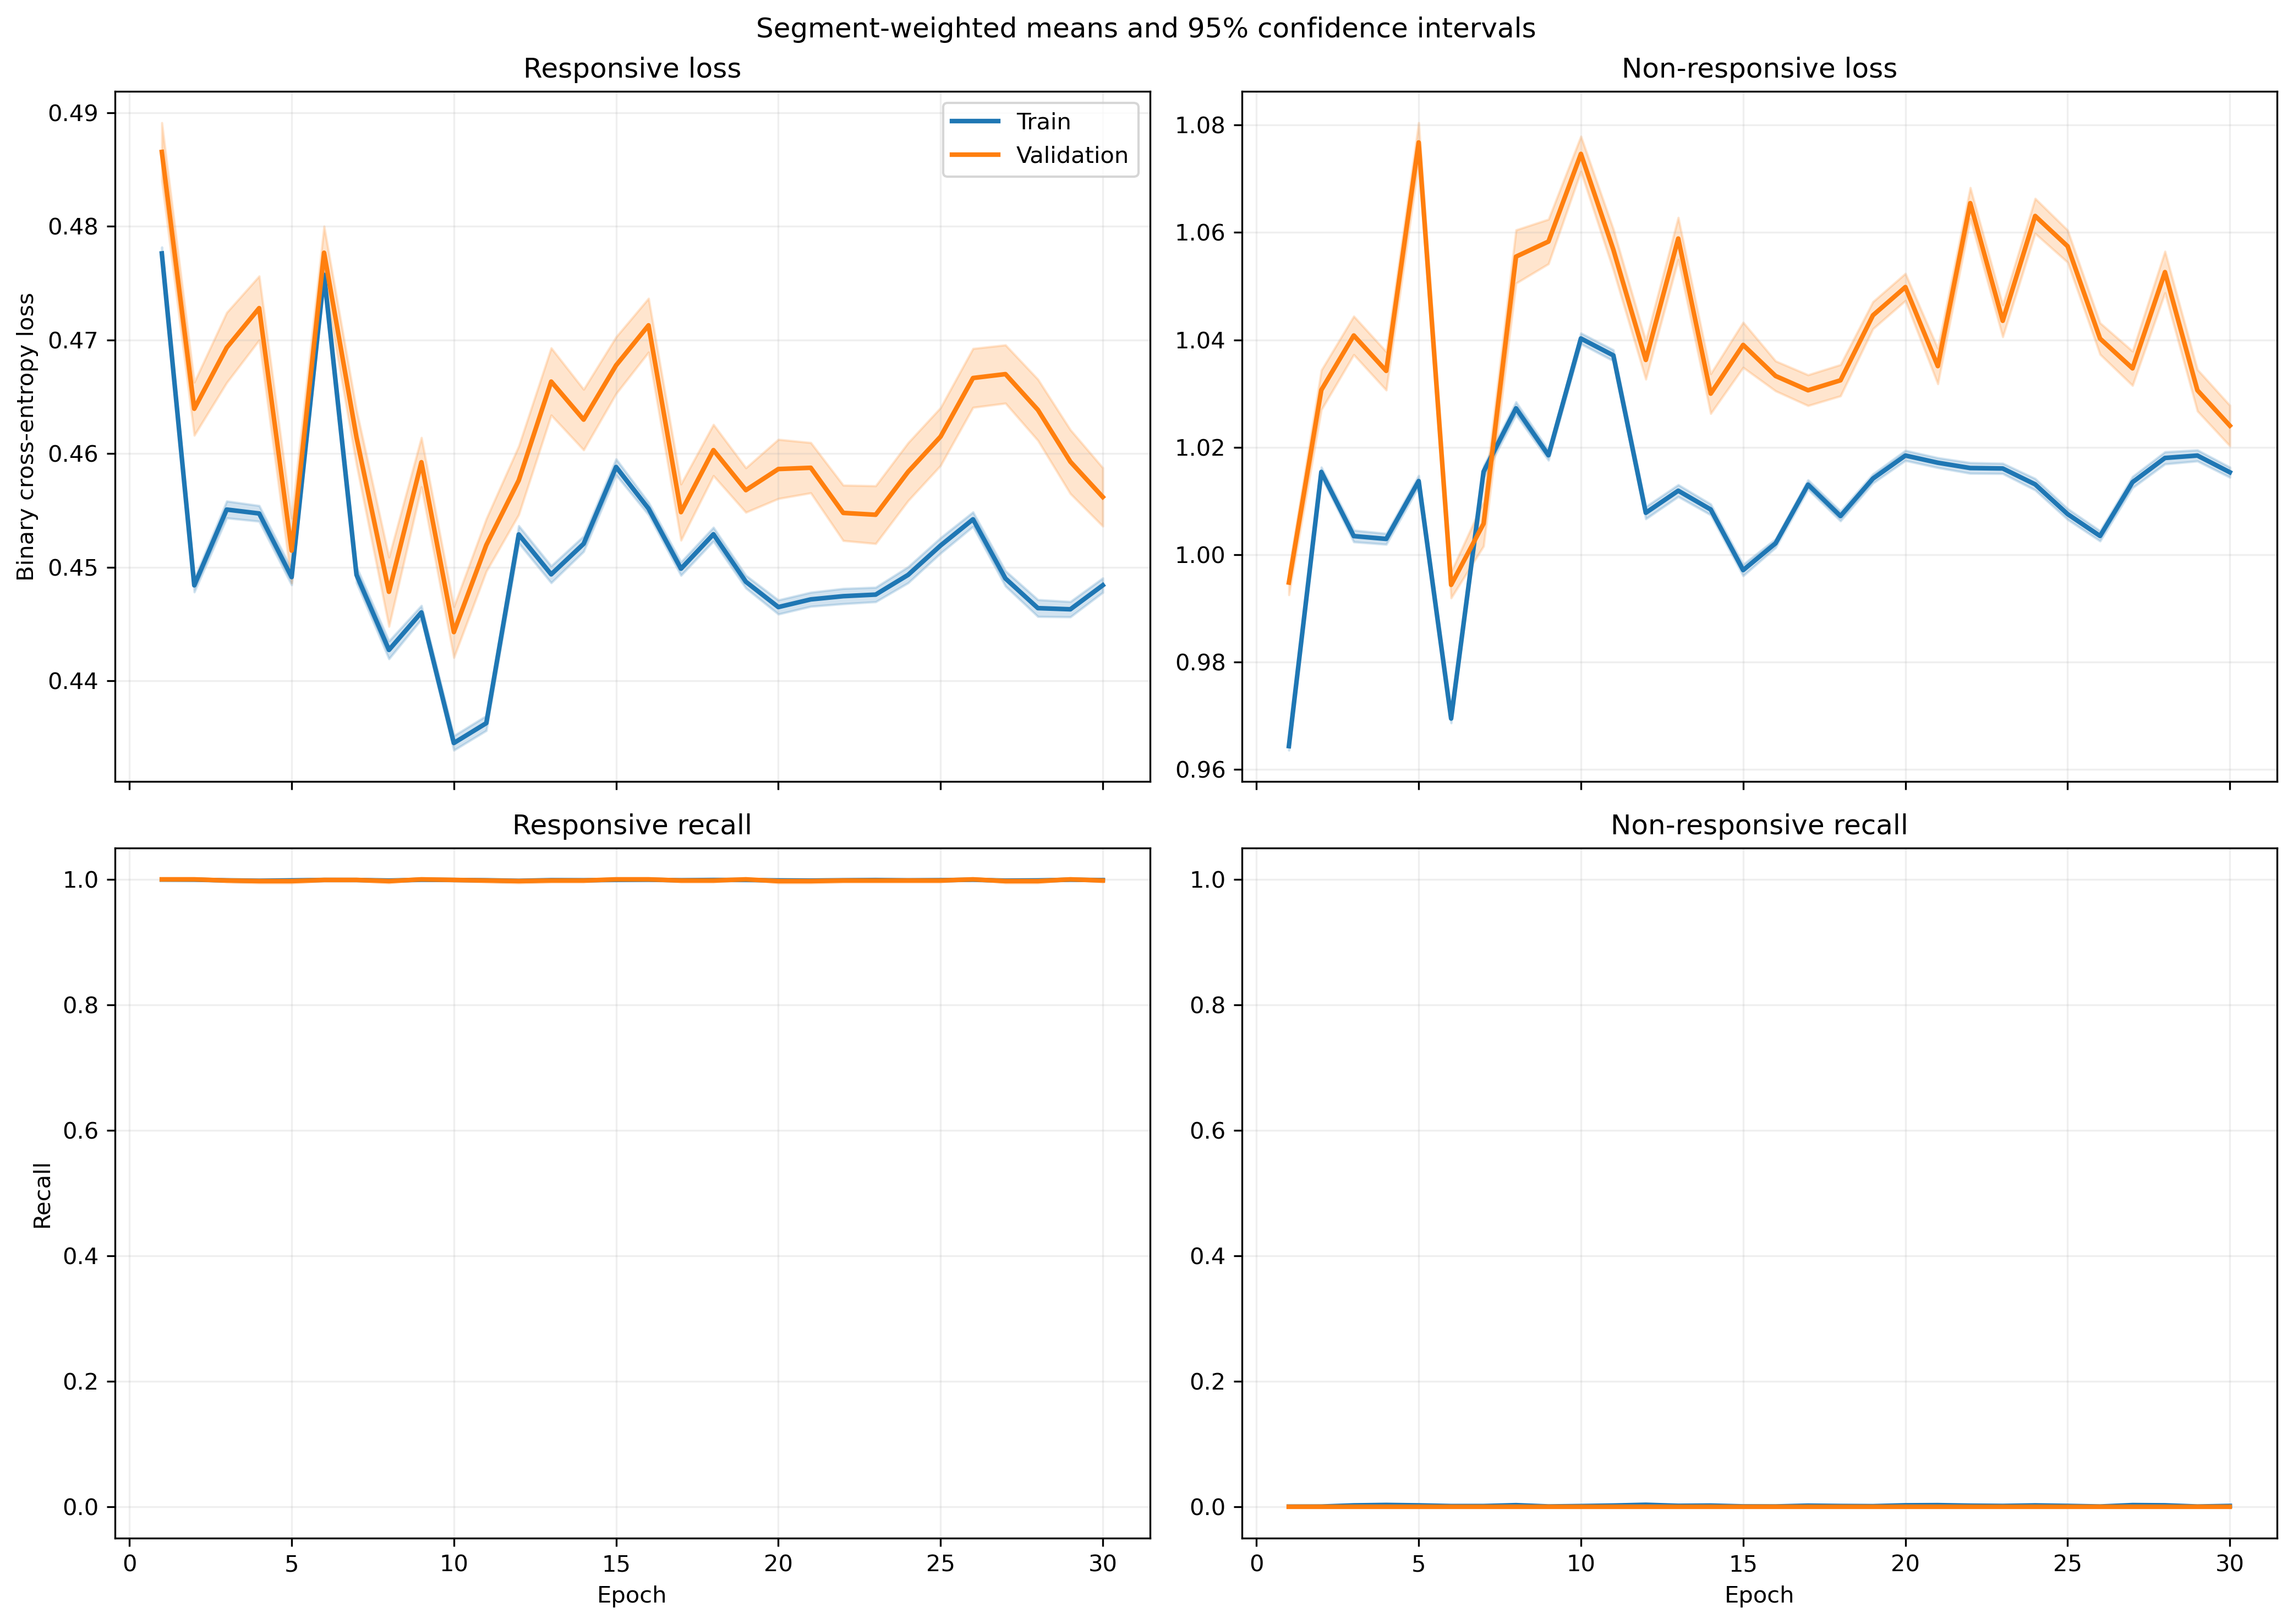 Segment-weighted means and 95% confidence intervals
Responsive loss
Non-responsive loss
Binary cross-entropy loss
0.49
0.48
0.47
0.46
0.45
0.44
Train
Validation
1.08
1.06
1.04
1.02
1.00
0.98
0.96
Responsive recall
Non-responsive recall
Recall
1.0
0.8
0.6
0.4
0.2
0.0
0 5 10 15 20 25 30
Epoch
1.0
0.8
0.6
0.4
0.2
0.0
0 5 10 15 20 25 30
Epoch